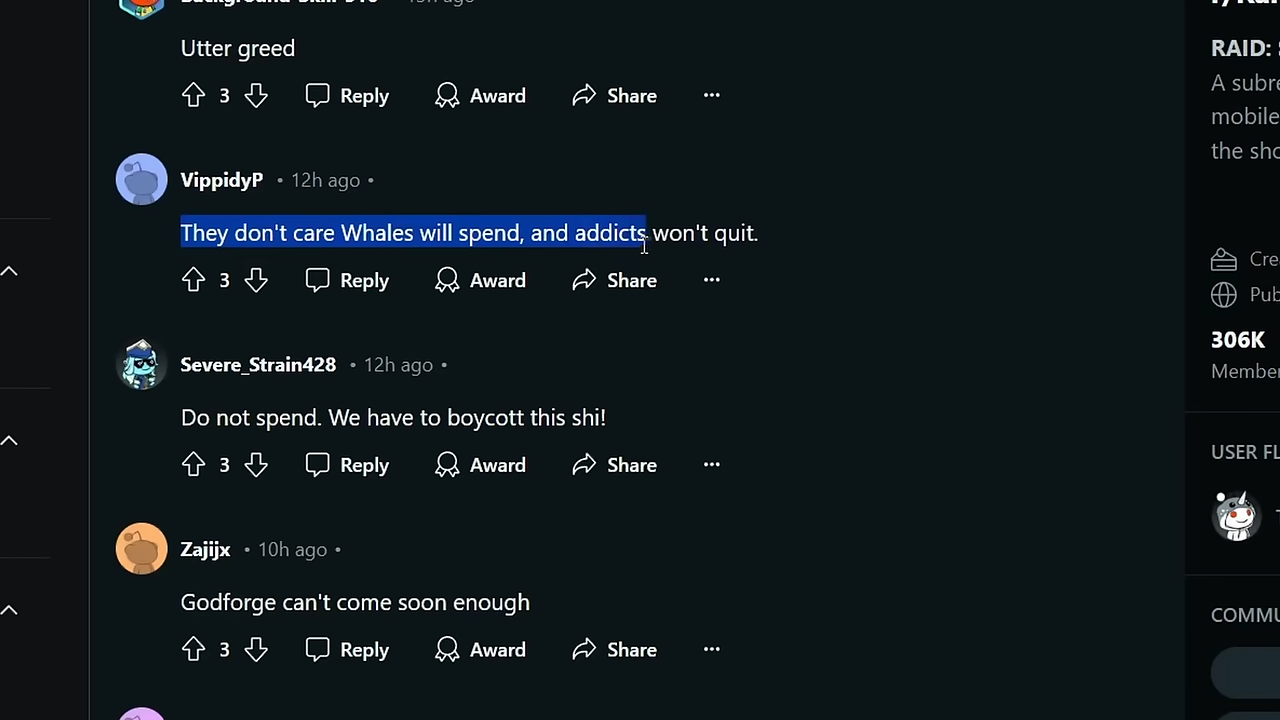 Utter greed
3 Reply Award Share ...
VippidyP • 12h ago •
They don't care Whales will spend, and addicts won't quit.
3 Reply Award Share ...
Severe_Strain428 • 12h ago •
Do not spend. We have to boycott this shi!
3 Reply Award Share ...
Zajijx • 10h ago •
Godforge can't come soon enough
3 Reply Award Share ...
RAID:
A subre
mobile
the sho
Cre
Pub
306K
Member
USER FL
COMMU